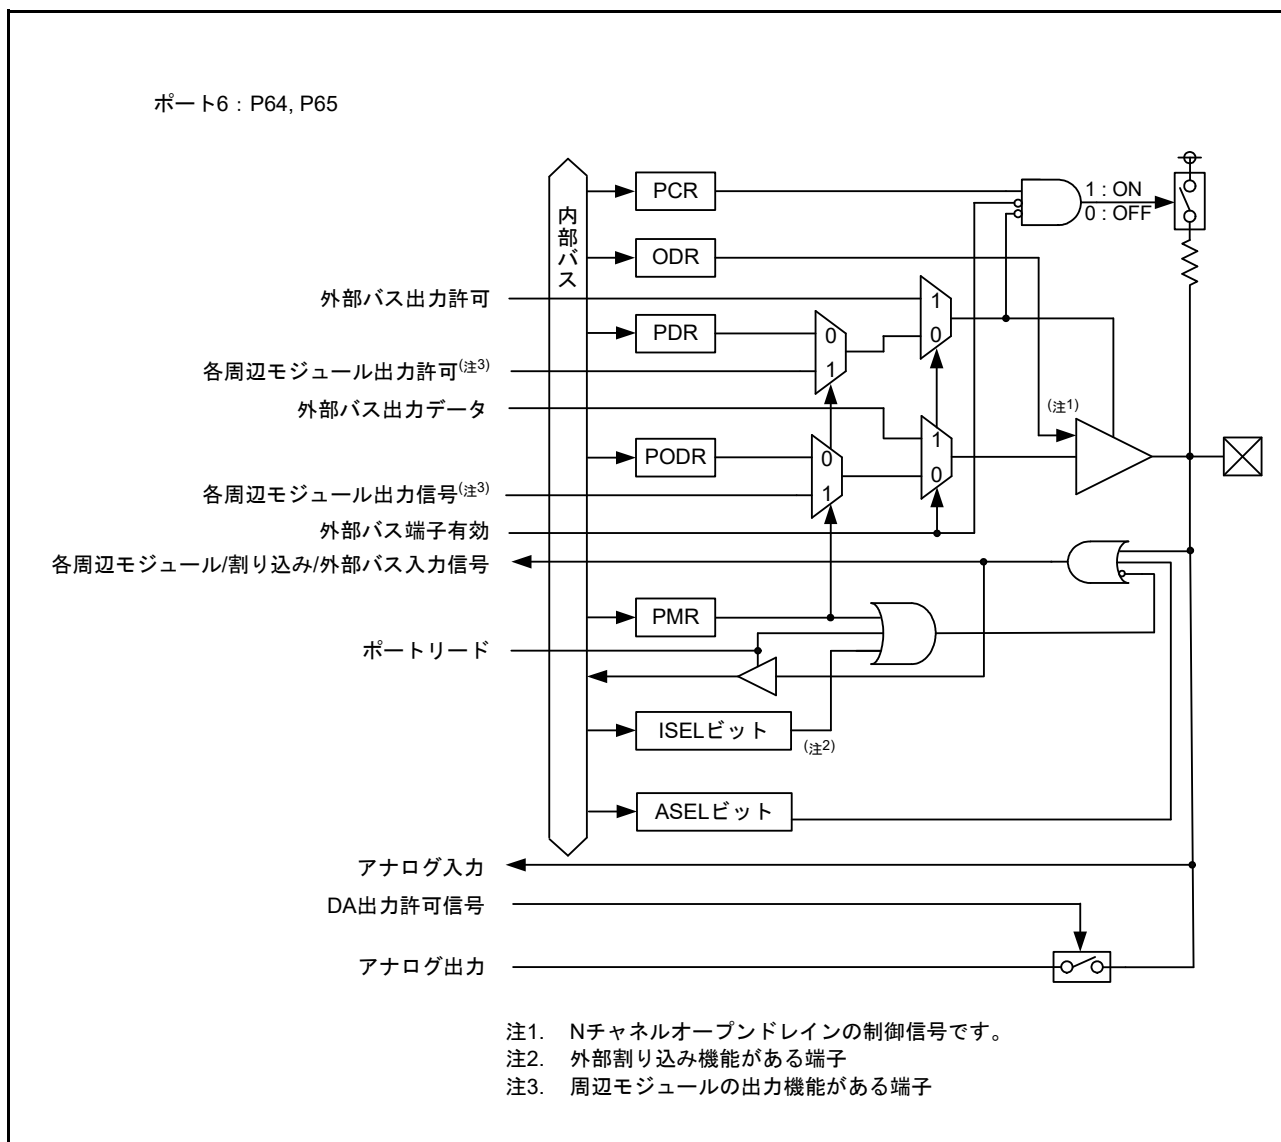 ポート6：P64, P65
PCR
1 : ON
0 : OFF
内部バス
ODR
外部バス出力許可
1
0
PDR
0
1
各周辺モジュール出力許可(注3)
外部バス出力データ
(注1)
1
0
PODR
0
1
各周辺モジュール出力信号(注3)
外部バス端子有効
各周辺モジュール/割り込み/外部バス入力信号
PMR
ポートリード
ISELビット
(注2)
ASELビット
アナログ入力
DA出力許可信号
アナログ出力
注1. Nチャネルオープンドレインの制御信号です。
注2. 外部割り込み機能がある端子
注3. 周辺モジュールの出力機能がある端子